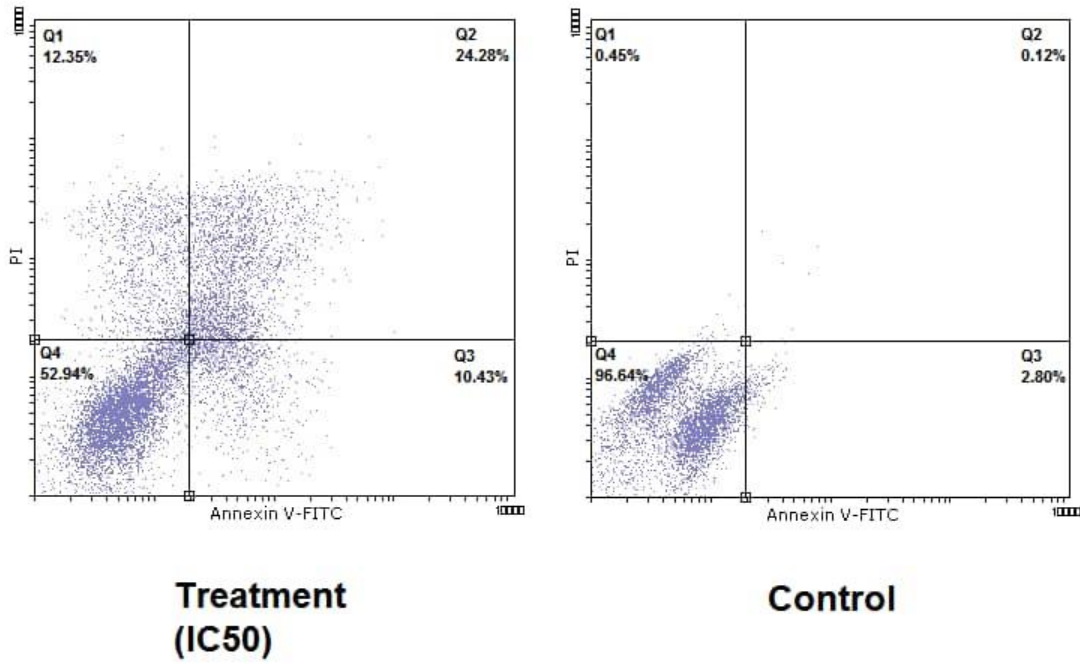 Q1
12.35%
Q2
24.28%
PI
Q4
52.94%
Q3
10.43%
Annexin V-FITC
Q1
0.45%
Q2
0.12%
PI
Q4
96.64%
Q3
2.80%
Annexin V-FITC
Treatment
(IC50)
Control